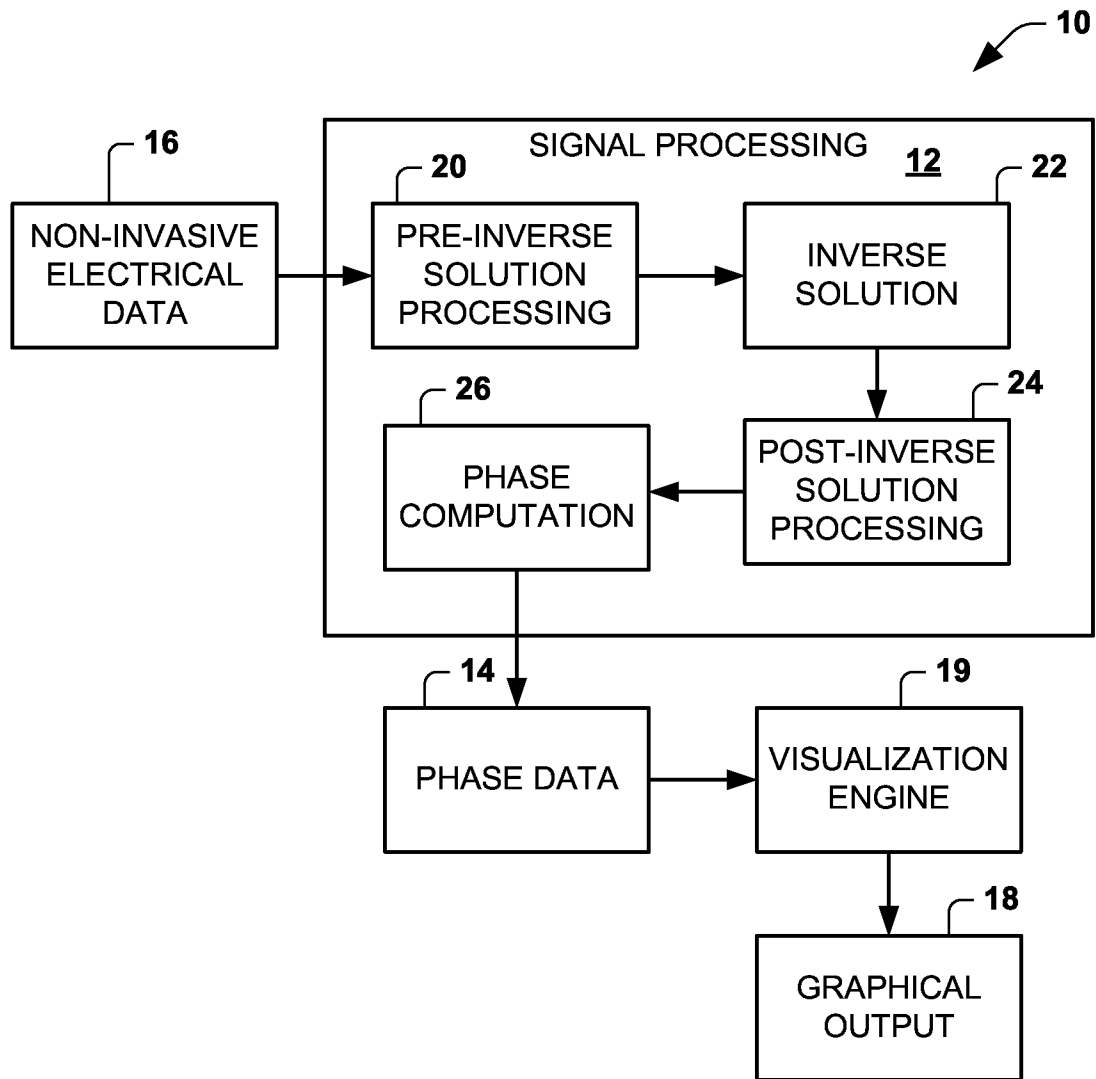 10
SIGNAL PROCESSING
12
16
NON-INVASIVE
ELECTRICAL
DATA
20
PRE-INVERSE
SOLUTION
PROCESSING
22
INVERSE
SOLUTION
24
POST-INVERSE
SOLUTION
PROCESSING
26
PHASE
COMPUTATION
14
PHASE DATA
19
VISUALIZATION
ENGINE
18
GRAPHICAL
OUTPUT